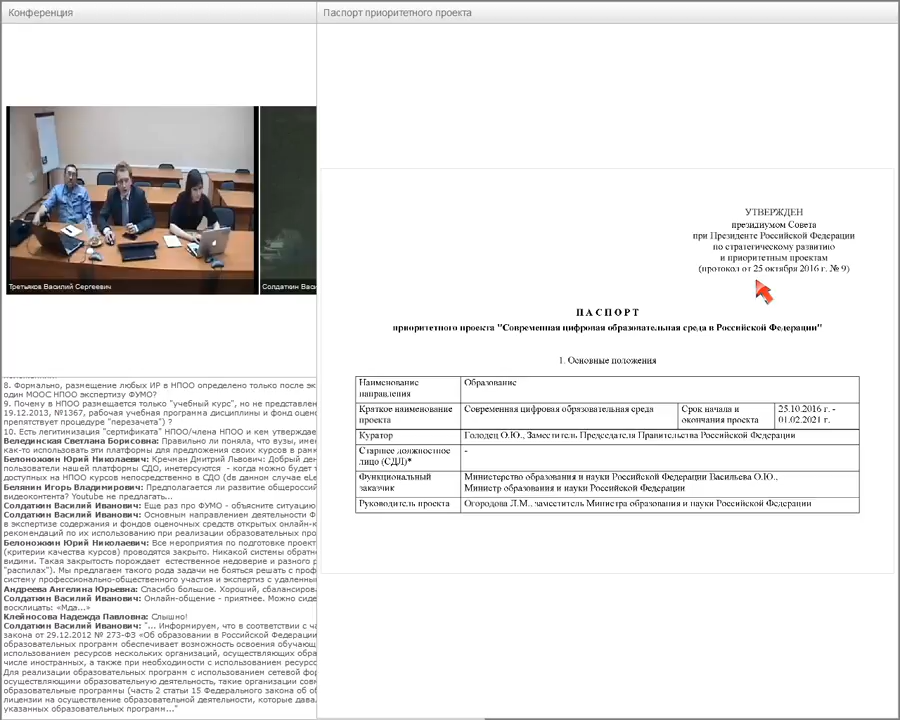 Конференция
Паспорт приоритетного проекта
Третьяков Василий Сергеевич
Солдаткин Васи
8. Формально, размещение любых ИР в НПОО определено только после эк
один МООС НПОО экспертизу ФУМО?
9. Почему в НПОО размещается только "учебный курс", но не представлен
19.12.2013, №1367, рабочая учебная программа дисциплины и фонд оцено
препятствует процедуре "перезачета") ?
10. Есть легитимизация "сертификата" НПОО/члена НПОО и кем утверждае
Велединская Светлана Борисовна: Правильно ли поняла, что вузы, имен
как-то использовать эти платформы для предложения своих курсов в рамк
Белоножкин Юрий Николаевич: Кречман Дмитрий Львович: Добрый ден
пользователи нашей платформы СДО, инетерсуются - когда можно будет т
доступных на НПОО курсов непосредственно в СДО (dв данном случае eLe
Белянин Игорь Владимирович: Предполагается ли развитие общероссий
видеоконтента? Youtube не предлагать...
Солдаткин Василий Иванович: Еще раз про ФУМО - объясните ситуацию
Солдаткин Василий Иванович: Основным направлением деятельности Ф
в экспертизе содержания и фондов оценочных средств открытых онлайн-к
рекомендаций по их использованию при реализации образовательных про
Белоножкин Юрий Николаевич: Все мероприятия по подготовке проект
(критерии качества курсов) проводятся закрыто. Никакой системы обратн
видими. Такая закрытость порождает естественное недоверие и разного р
"распилах"). Мы предлагаем такого рода задачи не бояться решать с проф
систему профессионально-общественного участия и экспертиз с удаленны
Андреева Ангелина Юрьевна: Спасибо большое. Хороший, сбалансирова
Солдаткин Василий Иванович: Онлайн-общение - приятнее. Можно сиде
восклицать: «Мда...»
Клейносова Надежда Павловна: Слышно!
Солдаткин Василий Иванович: "... Информируем, что в соответствии с ча
закона от 29.12.2012 № 273-ФЗ «Об образовании в Российской Федерации
образовательных программ обеспечивает возможность освоения обучающ
использованием ресурсов нескольких организаций, осуществляющих обра
числе иностранных, а также при необходимости с использованием ресурсо
Для реализации образовательных программ с использованием сетевой фор
осуществляющими образовательную деятельность, такие организации совм
образовательные программы (часть 2 статьи 15 Федерального закона об об
лицензии на осуществление образовательной деятельности, которые дава
указанных образовательных программ..."
УТВЕРЖДЕН
президиумом Совета
при Президенте Российской Федерации
по стратегическому развитию
и приоритетным проектам
(протокол от 25 октября 2016 г. № 9)
ПАСПОРТ
приоритетного проекта "Современная цифровая образовательная среда в Российской Федерации"
1. Основные положения
Наименование направления Образование
Краткое наименование проекта Современная цифровая образовательная среда Срок начала и окончания проекта 25.10.2016 г. - 01.02.2021 г.
Куратор Голодец О.Ю., Заместитель Председателя Правительства Российской Федерации
Старшее должностное лицо (СДЛ)* -
Функциональный заказчик Министерство образования и науки Российской Федерации Васильева О.Ю., Министр образования и науки Российской Федерации
Руководитель проекта Огородова Л.М., заместитель Министра образования и науки Российской Федерации